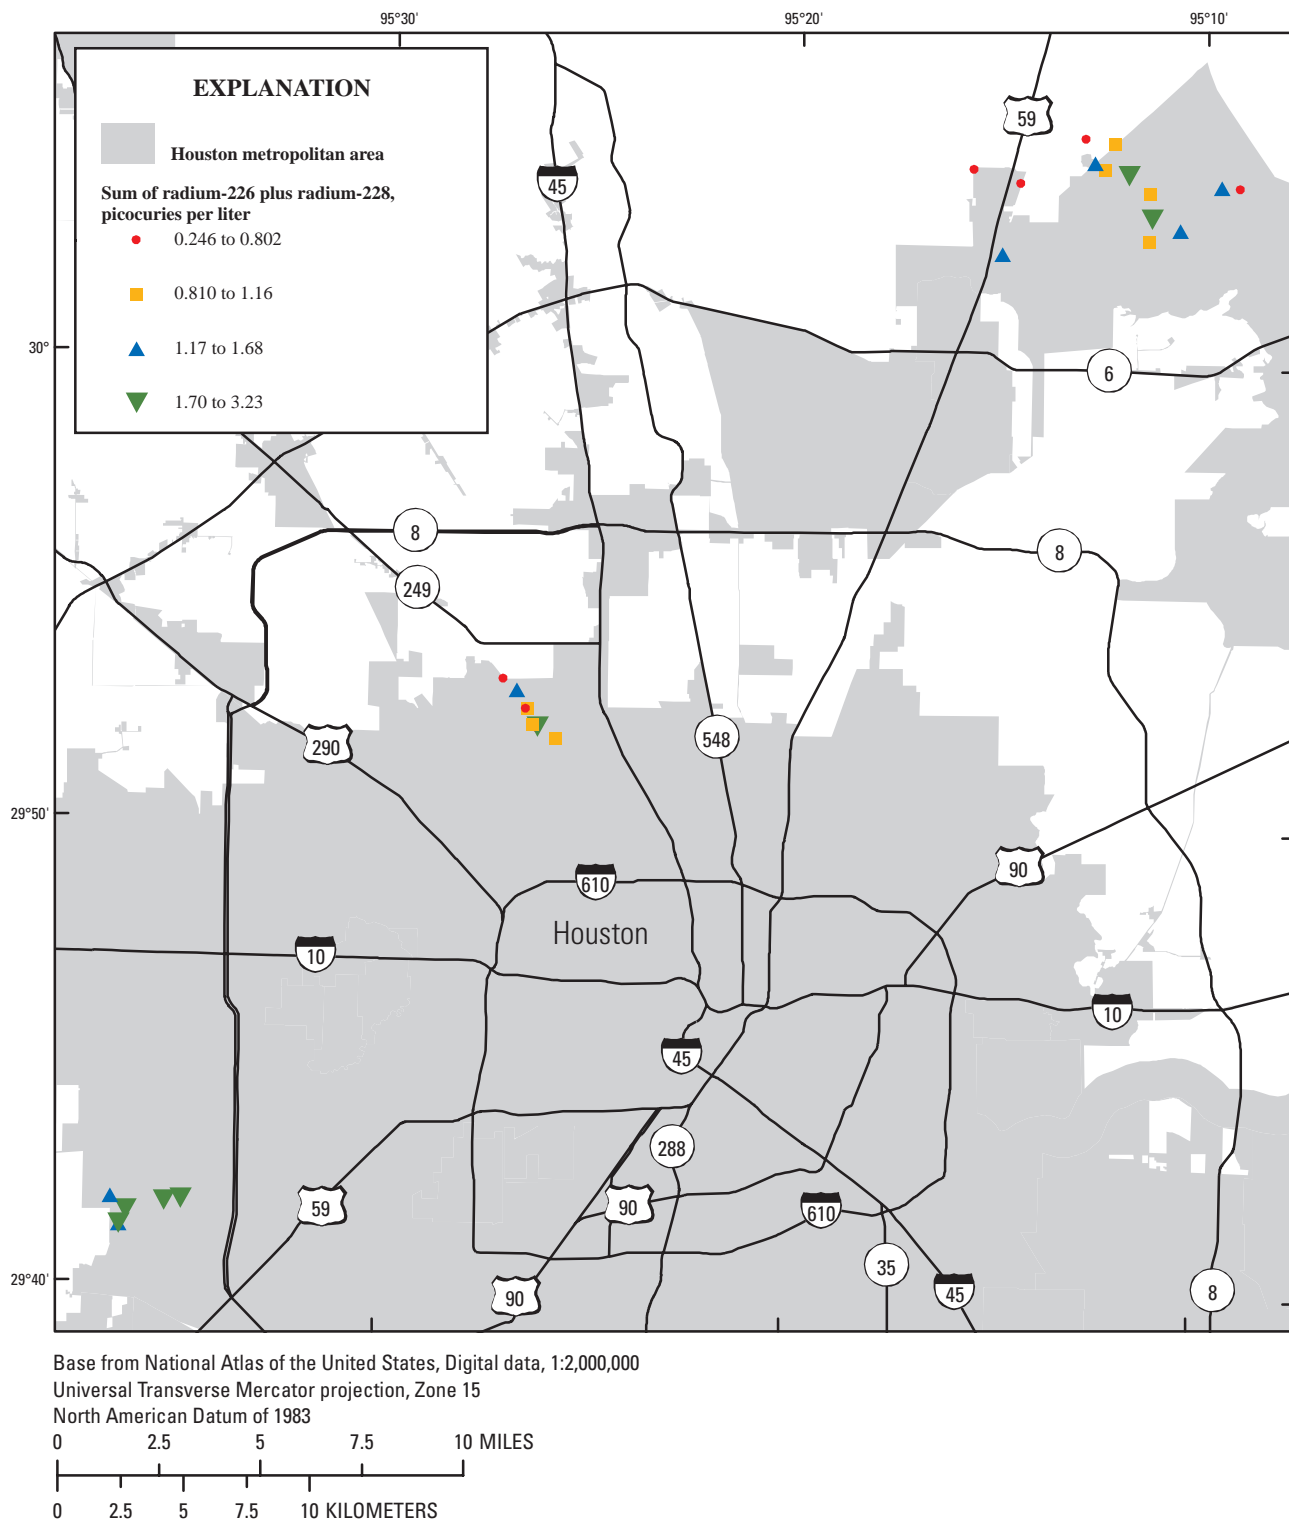 95°30' 95°20' 95°10'
EXPLANATION
Houston metropolitan area
Sum of radium-226 plus radium-228,
picocuries per liter
0.246 to 0.802
0.810 to 1.16
1.17 to 1.68
1.70 to 3.23
59
45
30°
6
8
8
249
548
290
29°50'
90
610
Houston
10
10
45
288
59
90
610
35
29°40'
90
45
8
Base from National Atlas of the United States, Digital data, 1:2,000,000
Universal Transverse Mercator projection, Zone 15
North American Datum of 1983
0 2.5 5 7.5 10 MILES
0 2.5 5 7.5 10 KILOMETERS